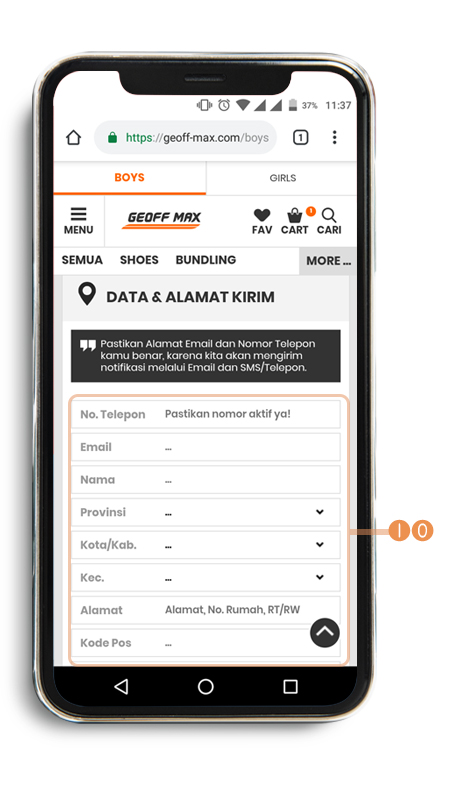 37% 11:37
https://geoff-max.com/boys 1
BOYS GIRLS
MENU GEOFF MAX FAV CART 1 CARI
SEMUA SHOES BUNDLING MORE ...
DATA & ALAMAT KIRIM
Pastikan Alamat Email dan Nomor Telepon
kamu benar, karena kita akan mengirim
notifikasi melalui Email dan SMS/Telepon.
No. Telepon Pastikan nomor aktif ya!
Email ...
Nama ...
Provinsi ...
Kota/Kab. ...
10
Kec. ...
Alamat Alamat, No. Rumah, RT/RW
Kode Pos ...